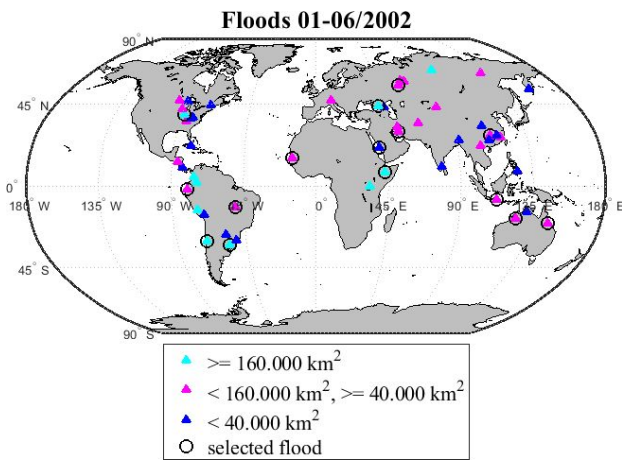 Floods 01-06/2002
90° N
45° N
0°
180° W 135° W 90° W 45° W 0° 45° E 90° E 135° E 180° E
45° S
90° S
>= 160.000 km²
< 160.000 km², >= 40.000 km²
< 40.000 km²
selected flood